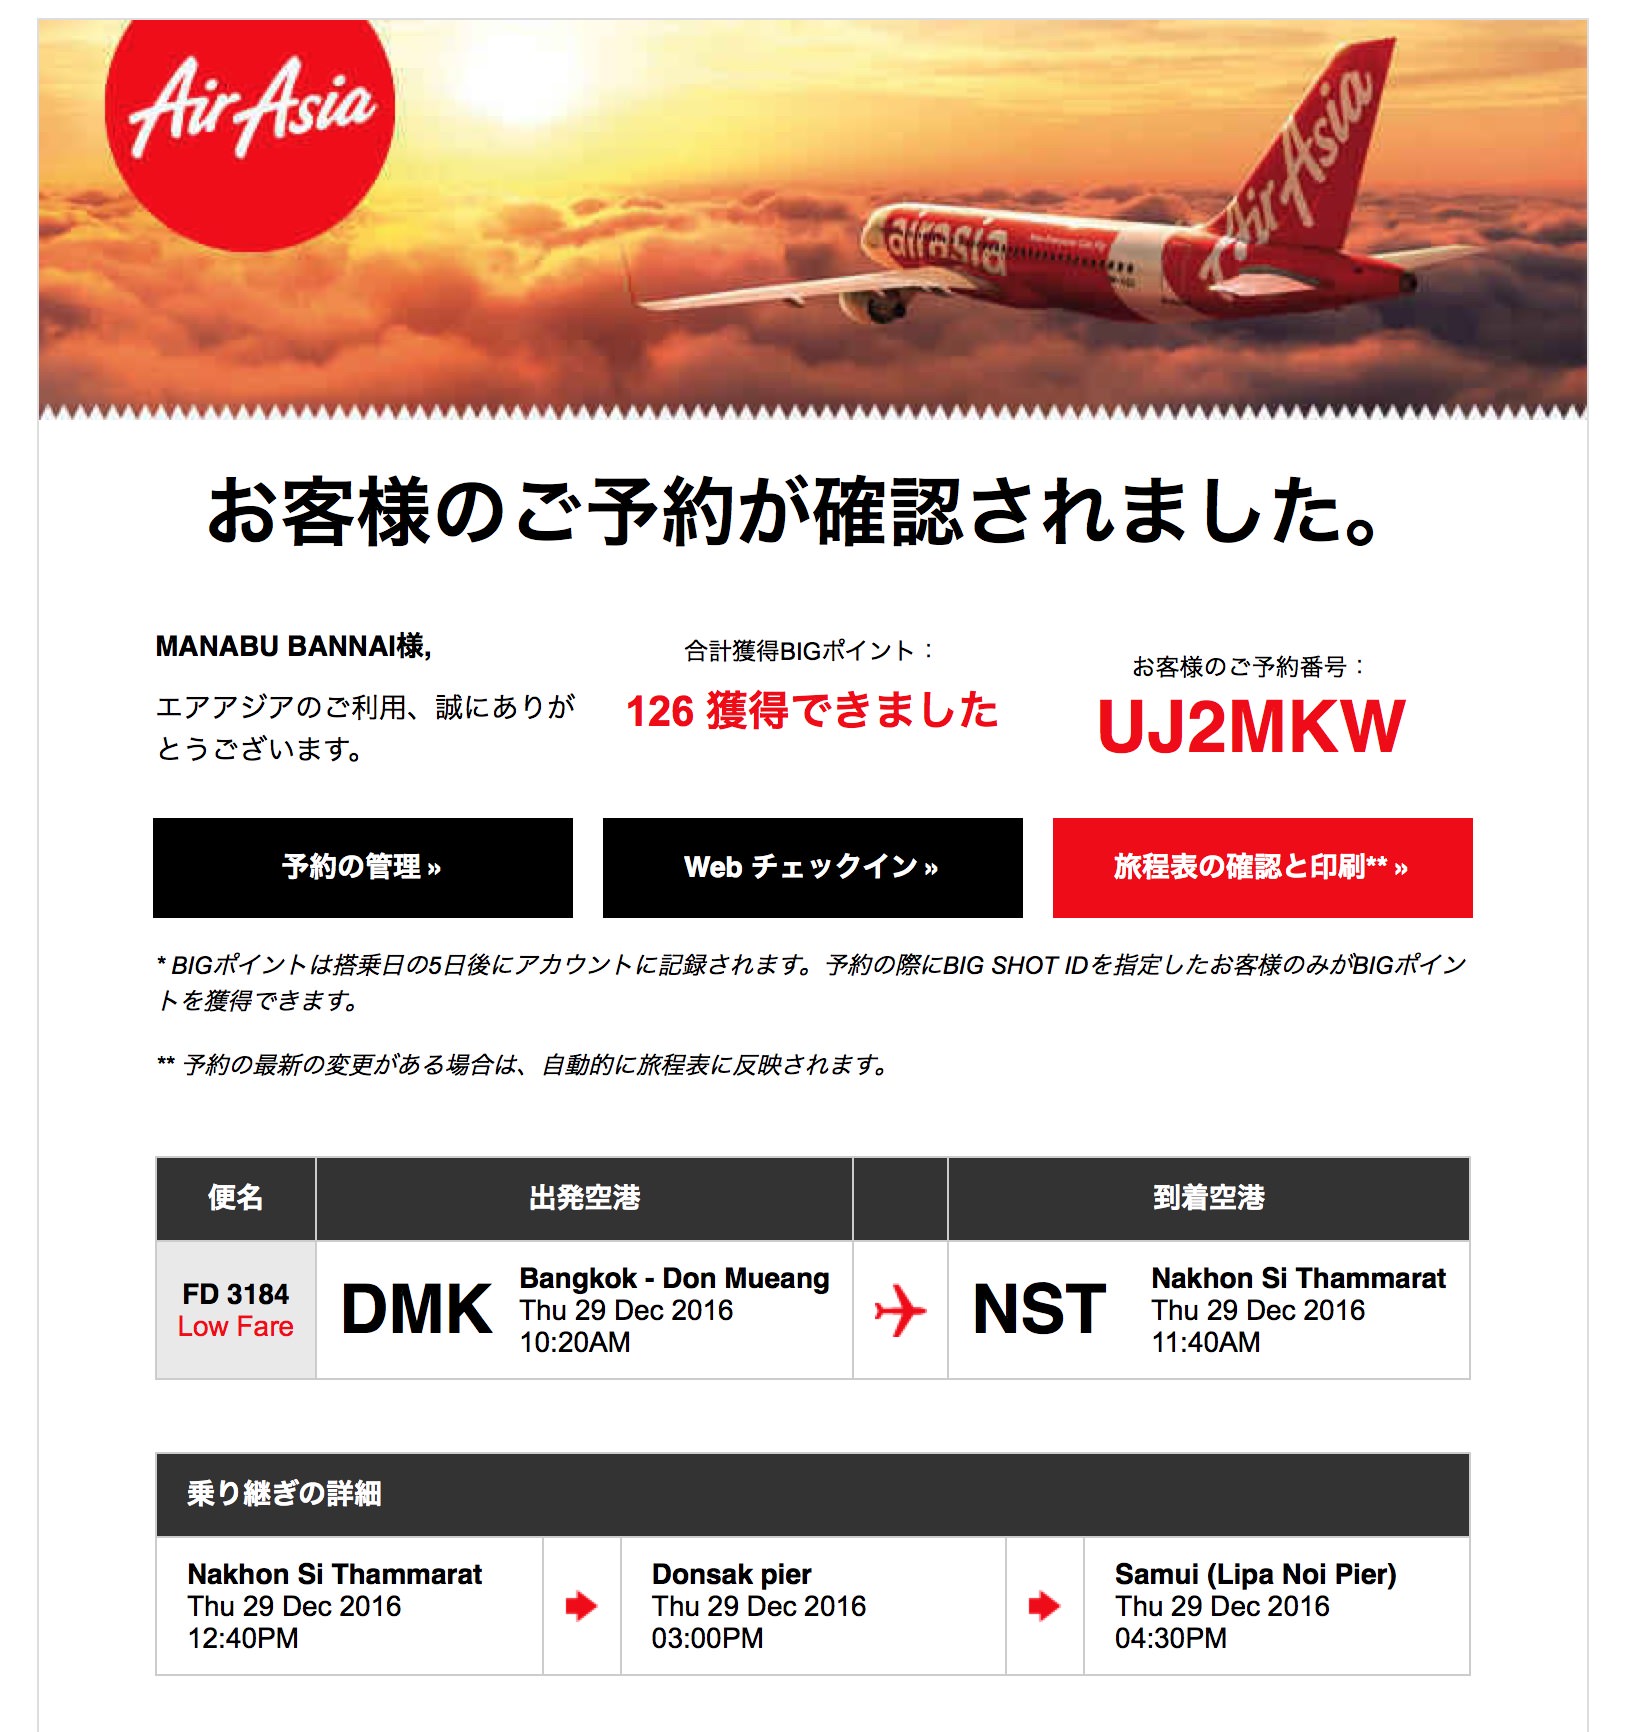 AirAsia
AirAsia
airasia
お客様のご予約が確認されました。
MANABU BANNAI様,
エアアジアのご利用、誠にありが
とうございます。
合計獲得BIGポイント：
126 獲得できました
お客様のご予約番号：
UJ2MKW
予約の管理 »
Web チェックイン »
旅程表の確認と印刷** »
* BIGポイントは搭乗日の5日後にアカウントに記録されます。予約の際にBIG SHOT IDを指定したお客様のみがBIGポイン
トを獲得できます。
** 予約の最新の変更がある場合は、自動的に旅程表に反映されます。
便名
出発空港
到着空港
FD 3184
Low Fare
DMK
Bangkok - Don Mueang
Thu 29 Dec 2016
10:20AM
NST
Nakhon Si Thammarat
Thu 29 Dec 2016
11:40AM
乗り継ぎの詳細
Nakhon Si Thammarat
Thu 29 Dec 2016
12:40PM
Donsak pier
Thu 29 Dec 2016
03:00PM
Samui (Lipa Noi Pier)
Thu 29 Dec 2016
04:30PM